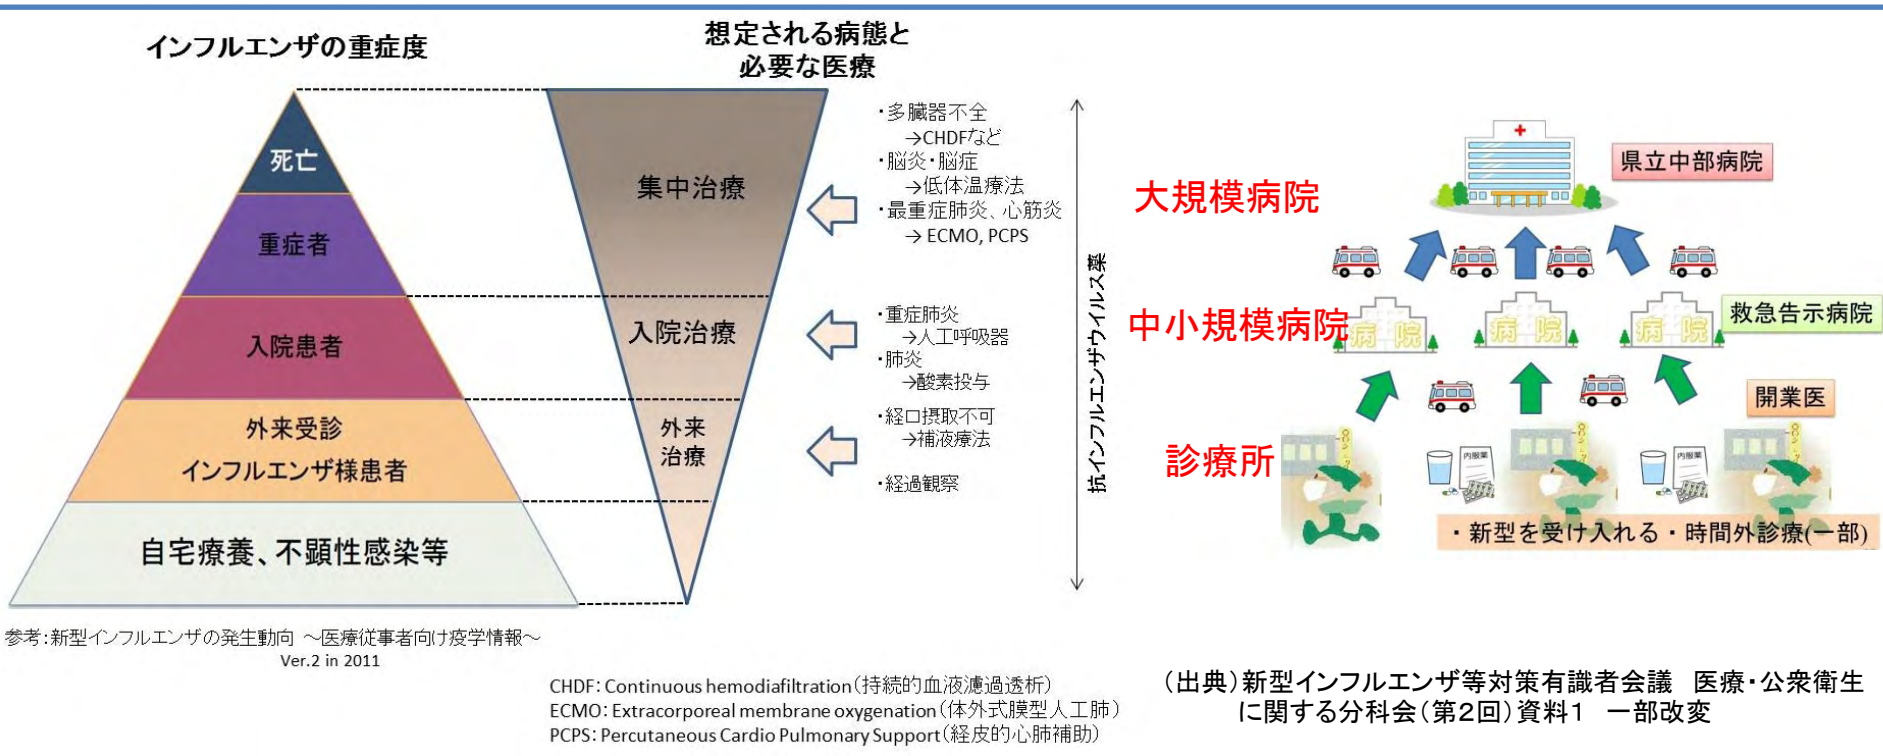 インフルエンザの重症度
想定される病態と
必要な医療
死亡
重症者
入院患者
外来受診
インフルエンザ様患者
自宅療養、不顕性感染等
参考:新型インフルエンザの発生動向 ～医療従事者向け疫学情報～
Ver.2 in 2011
集中治療
入院治療
外来
治療
・多臓器不全
→CHDFなど
・脳炎・脳症
→低体温療法
・最重症肺炎、心筋炎
→ ECMO, PCPS
・重症肺炎
→人工呼吸器
・肺炎
→酸素投与
・経口摂取不可
→補液療法
・経過観察
抗インフルエンザウイルス薬
CHDF: Continuous hemodiafiltration(持続的血液濾過透析)
ECMO: Extracorporeal membrane oxygenation(体外式膜型人工肺)
PCPS: Percutaneous Cardio Pulmonary Support(経皮的心肺補助)
大規模病院
県立中部病院
中小規模病院
病院
病院
病院
救急告示病院
開業医
診療所
内服薬
内服薬
・新型を受け入れる・時間外診療(一部)
(出典)新型インフルエンザ等対策有識者会議 医療・公衆衛生
に関する分科会(第2回)資料1 一部改変